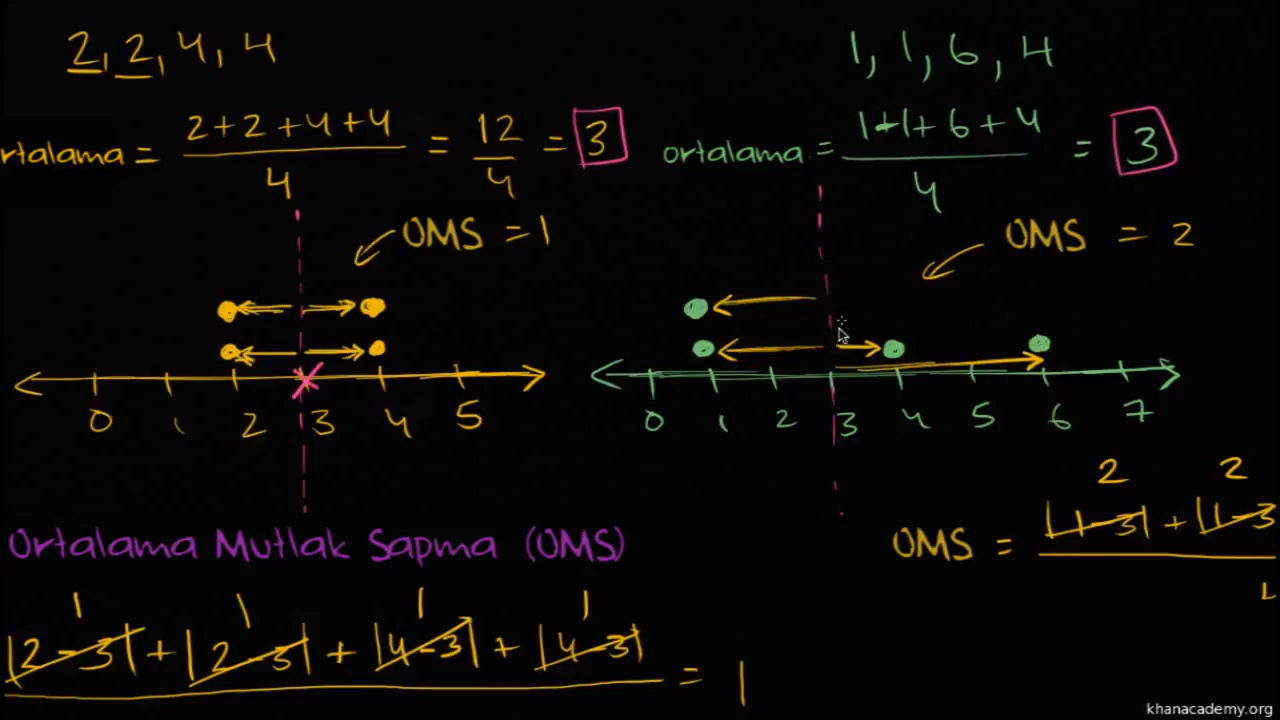 2, 2, 4, 4
rtalama = 2+2+4+4 / 4 = 12 / 4 = 3
OMS = 1
0 1 2 3 4 5
Ortalama Mutlak Sapma (OMS)
1 1 1 1
|2-3| + |2-3| + |4-3| + |4-3| = 1
1, 1, 6, 4
ortalama = 1+1+6+4 / 4 = 3
OMS = 2
0 1 2 3 4 5 6 7
2 2
OMS = |1-3| + |1-3
khanacademy.org